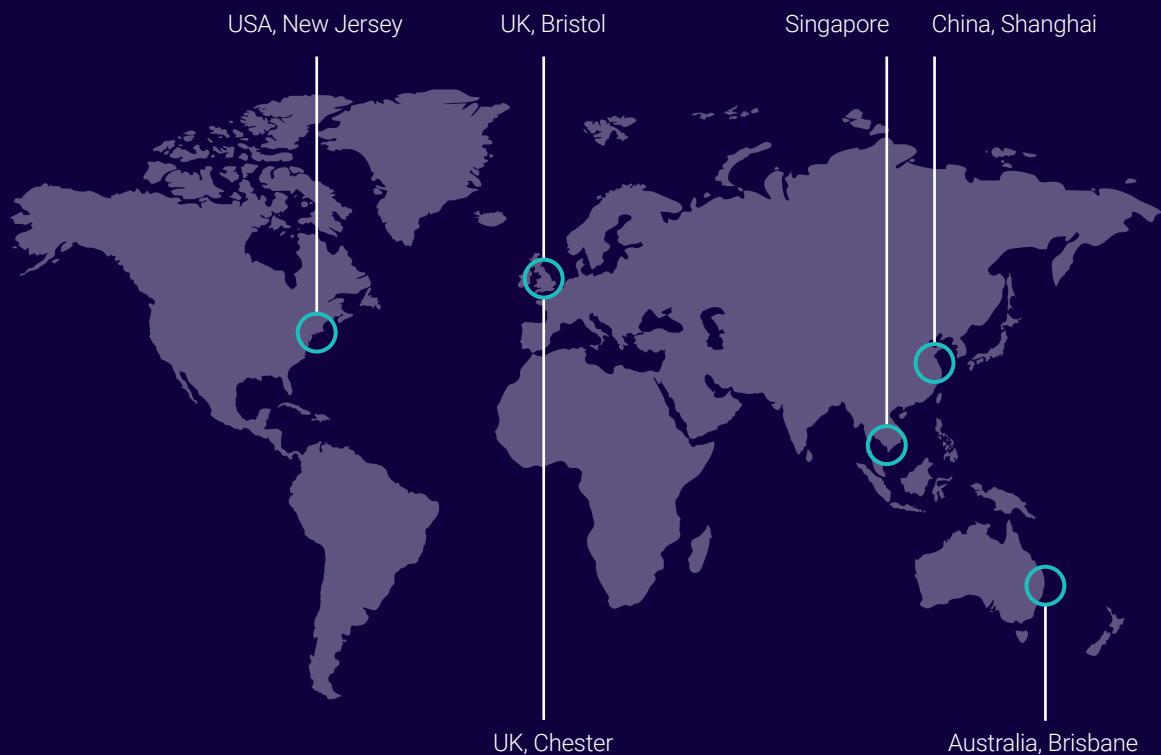 USA, New Jersey
UK, Bristol
Singapore
China, Shanghai
UK, Chester
Australia, Brisbane